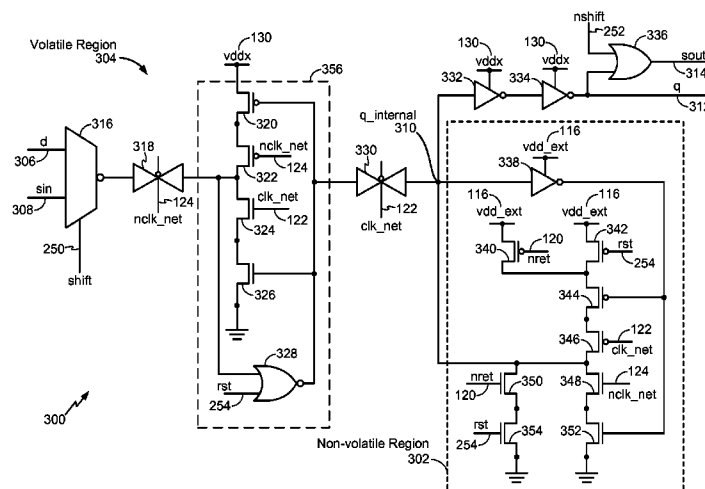 Volatile Region
304
130
vddx
356
316
d
306
318
sin
308
124
nclk_net
250
shift
320
nclk_net
124
322
clk_net
122
324
326
328
rst
254
330
122
clk_net
q_internal
310
nshift
252
336
sout
314
130
vddx
332
130
vddx
334
q
312
116
vdd_ext
338
116
vdd_ext
116
vdd_ext
342
340
120
nret
rst
254
344
346
122
clk_net
nret
120
350
348
124
nclk_net
rst
254
354
352
Non-volatile Region
302
300